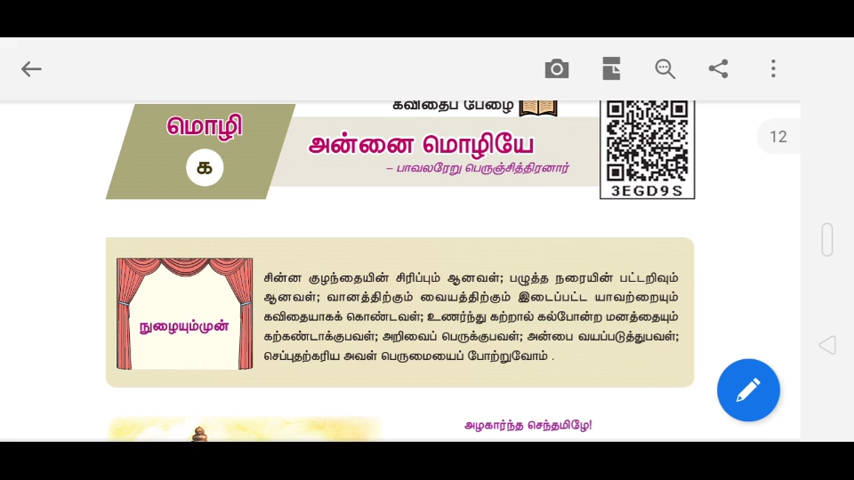 கவிதைப் பேழை
மொழி
௧
அன்னை மொழியே
– பாவலரேறு பெருஞ்சித்திரனார்
3EGD9S
12
சின்ன குழந்தையின் சிரிப்பும் ஆனவள்; பழுத்த நரையின் பட்டறிவும்
ஆனவள்; வானத்திற்கும் வையத்திற்கும் இடைப்பட்ட யாவற்றையும்
கவிதையாகக் கொண்டவள்; உணர்ந்து கற்றால் கல்போன்ற மனத்தையும்
கற்கண்டாக்குபவள்; அறிவைப் பெருக்குபவள்; அன்பை வயப்படுத்துபவள்;
செப்புதற்கரிய அவள் பெருமையைப் போற்றுவோம் .
நுழையும்முன்
அழகார்ந்த செந்தமிழே!